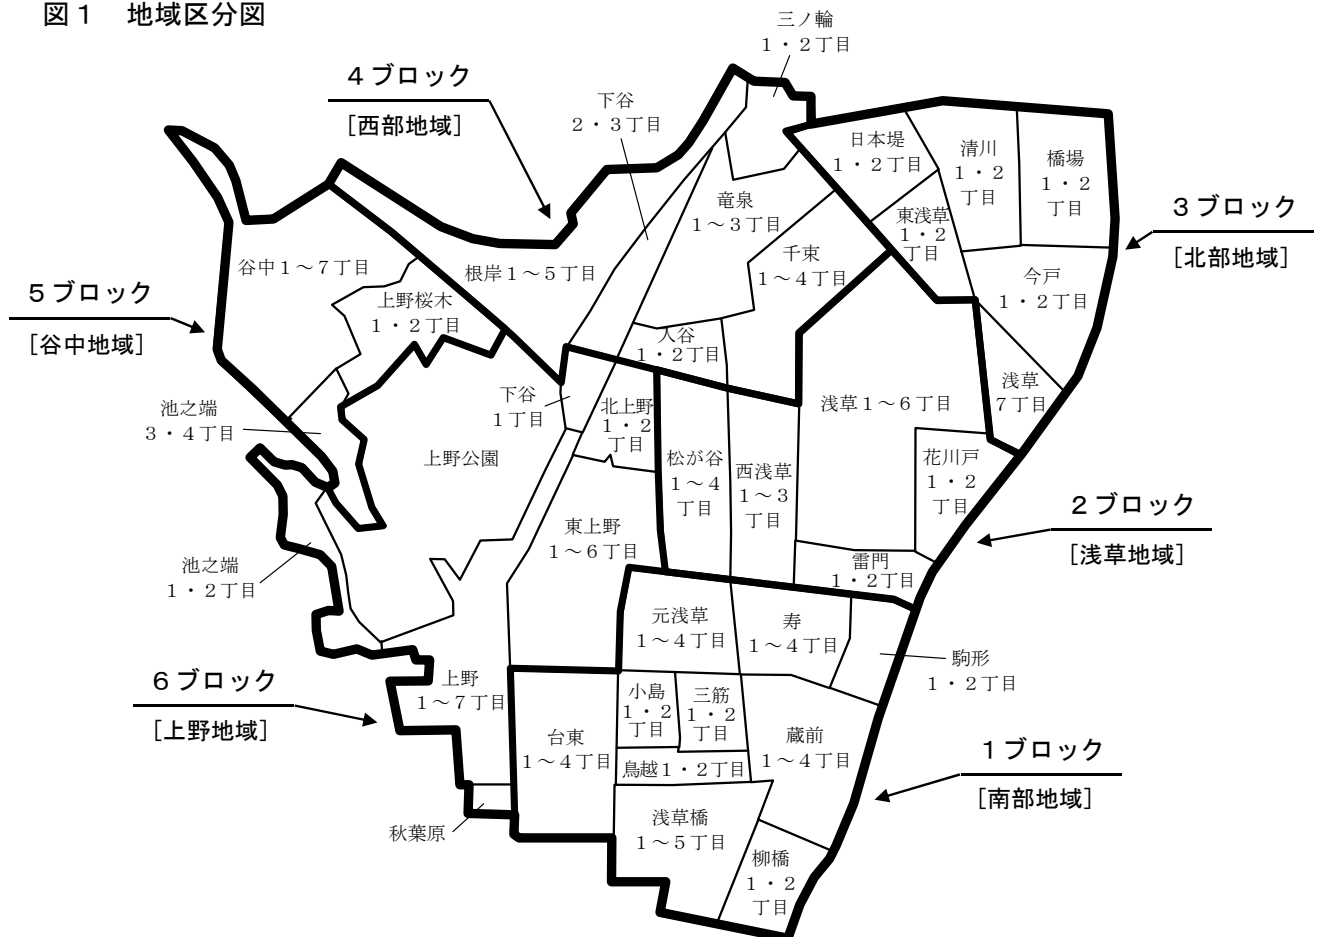 図１　地域区分図
三ノ輪
１・２丁目
４ブロック
［西部地域］
下谷
２・３丁目
日本堤
１・２丁目
清川
１・２
丁目
橋場
１・２
丁目
竜泉
１～３丁目
東浅草
１・２
丁目
３ブロック
［北部地域］
千束
１～４丁目
谷中１～７丁目
根岸１～５丁目
今戸
１・２丁目
５ブロック
［谷中地域］
上野桜木
１・２丁目
入谷
１・２丁目
浅草
７丁目
池之端
３・４丁目
下谷
１丁目
北上野
１・２
丁目
浅草１～６丁目
上野公園
松が谷
１～４
丁目
西浅草
１～３
丁目
花川戸
１・２
丁目
２ブロック
［浅草地域］
東上野
１～６丁目
池之端
１・２丁目
雷門
１・２丁目
元浅草
１～４丁目
寿
１～４丁目
駒形
１・２丁目
６ブロック
［上野地域］
上野
１～７丁目
小島
１・２
丁目
三筋
１・２
丁目
台東
１～４丁目
蔵前
１～４丁目
鳥越１・２丁目
１ブロック
［南部地域］
秋葉原
浅草橋
１～５丁目
柳橋
１・２
丁目